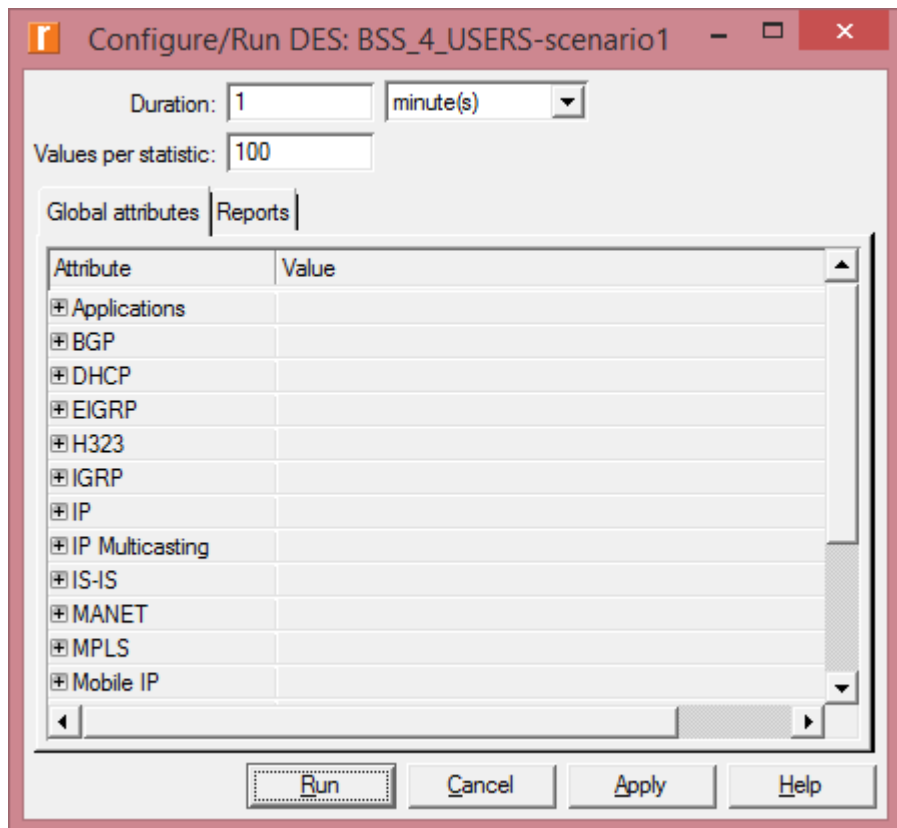 Configure/Run DES: BSS_4_USERS-scenario1
Duration: 1 minute(s)
Values per statistic: 100
Global attributes Reports
Attribute Value
Applications
BGP
DHCP
EIGRP
H323
IGRP
IP
IP Multicasting
IS-IS
MANET
MPLS
Mobile IP
Run Cancel Apply Help